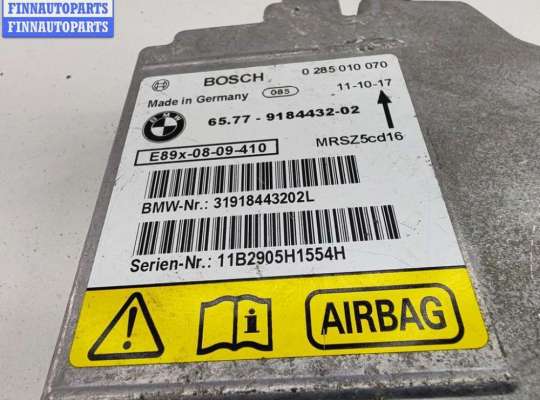 FINNAUTOPARTS
FINNAUTOPARTS
BOSCH 0 285 010 070
Made in Germany 085 11-10-17
BMW 65.77 - 9184432-02
E89x-08-09-410 MRSZ5cd16
BMW-Nr.: 31918443202L
Serien-Nr.: 11B2905H1554H
AIRBAG